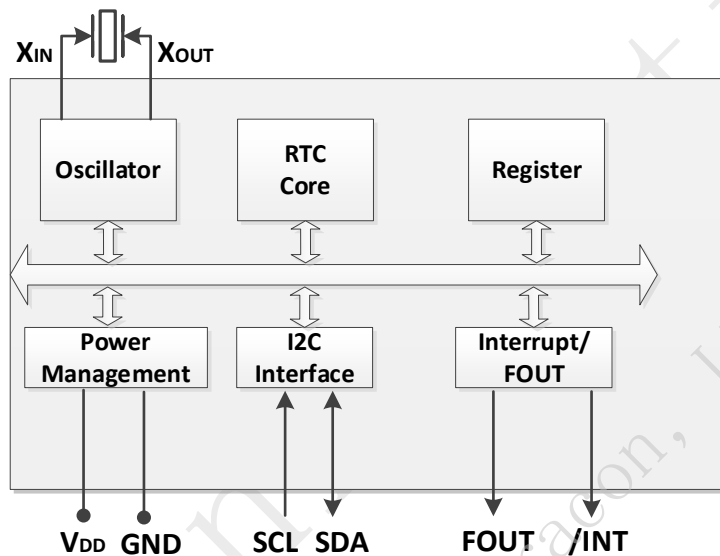 XIN XOUT
Oscillator
RTC
Core
Register
Power
Management
I2C
Interface
Interrupt/
FOUT
VDD GND SCL SDA FOUT /INT